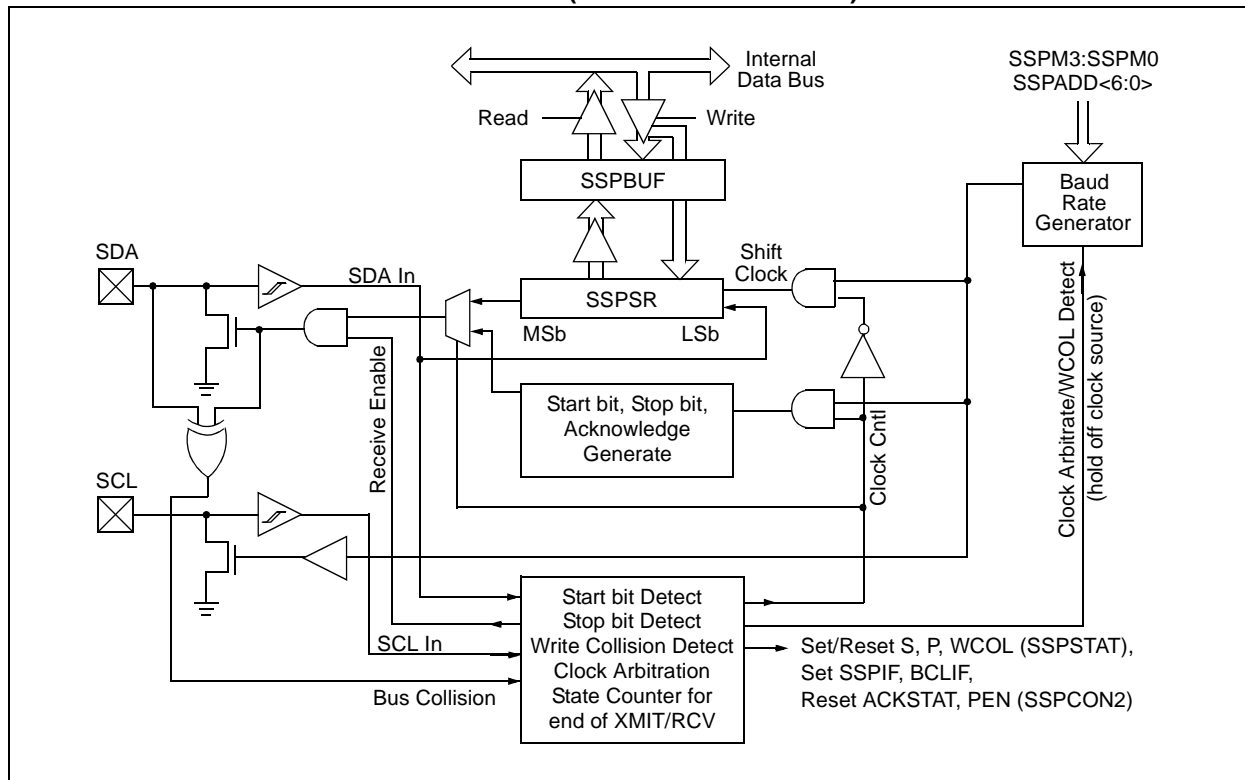 Internal
Data Bus
SSPM3:SSPM0
SSPADD<6:0>
Read
Write
SSPBUF
Baud
Rate
Generator
SDA
SDA In
Shift
Clock
SSPSR
MSb
LSb
Receive Enable
Start bit, Stop bit,
Acknowledge
Generate
Clock Cntl
Clock Arbitrate/WCOL Detect
(hold off clock source)
SCL
SCL In
Bus Collision
Start bit Detect
Stop bit Detect
Write Collision Detect
Clock Arbitration
State Counter for
end of XMIT/RCV
Set/Reset S, P, WCOL (SSPSTAT),
Set SSPIF, BCLIF,
Reset ACKSTAT, PEN (SSPCON2)